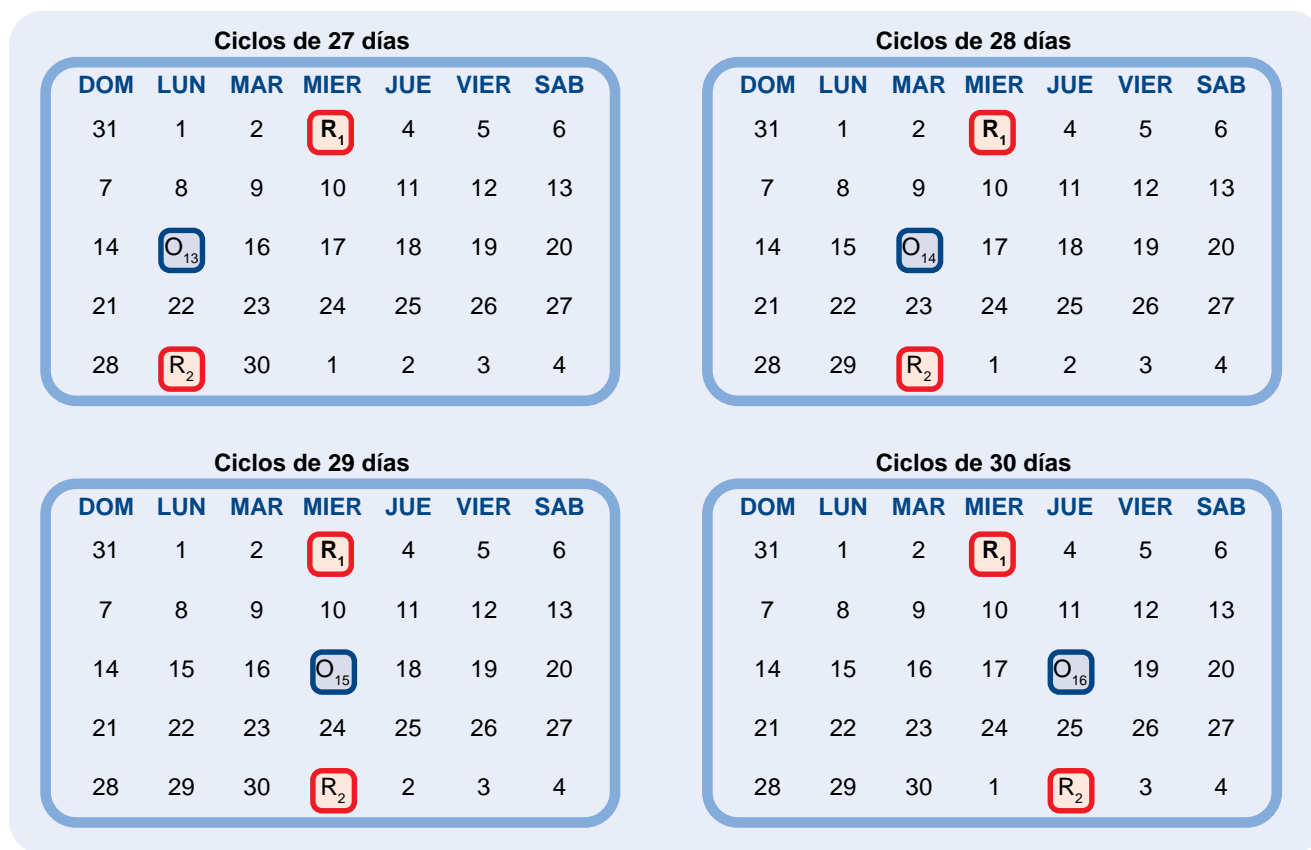 Ciclos de 27 días
DOM LUN MAR MIER JUE VIER SAB
31 1 2 R1 4 5 6
7 8 9 10 11 12 13
14 O13 16 17 18 19 20
21 22 23 24 25 26 27
28 R2 30 1 2 3 4
Ciclos de 28 días
DOM LUN MAR MIER JUE VIER SAB
31 1 2 R1 4 5 6
7 8 9 10 11 12 13
14 15 O14 17 18 19 20
21 22 23 24 25 26 27
28 29 R2 1 2 3 4
Ciclos de 29 días
DOM LUN MAR MIER JUE VIER SAB
31 1 2 R1 4 5 6
7 8 9 10 11 12 13
14 15 16 O15 18 19 20
21 22 23 24 25 26 27
28 29 30 R2 2 3 4
Ciclos de 30 días
DOM LUN MAR MIER JUE VIER SAB
31 1 2 R1 4 5 6
7 8 9 10 11 12 13
14 15 16 17 O16 19 20
21 22 23 24 25 26 27
28 29 30 1 R2 3 4